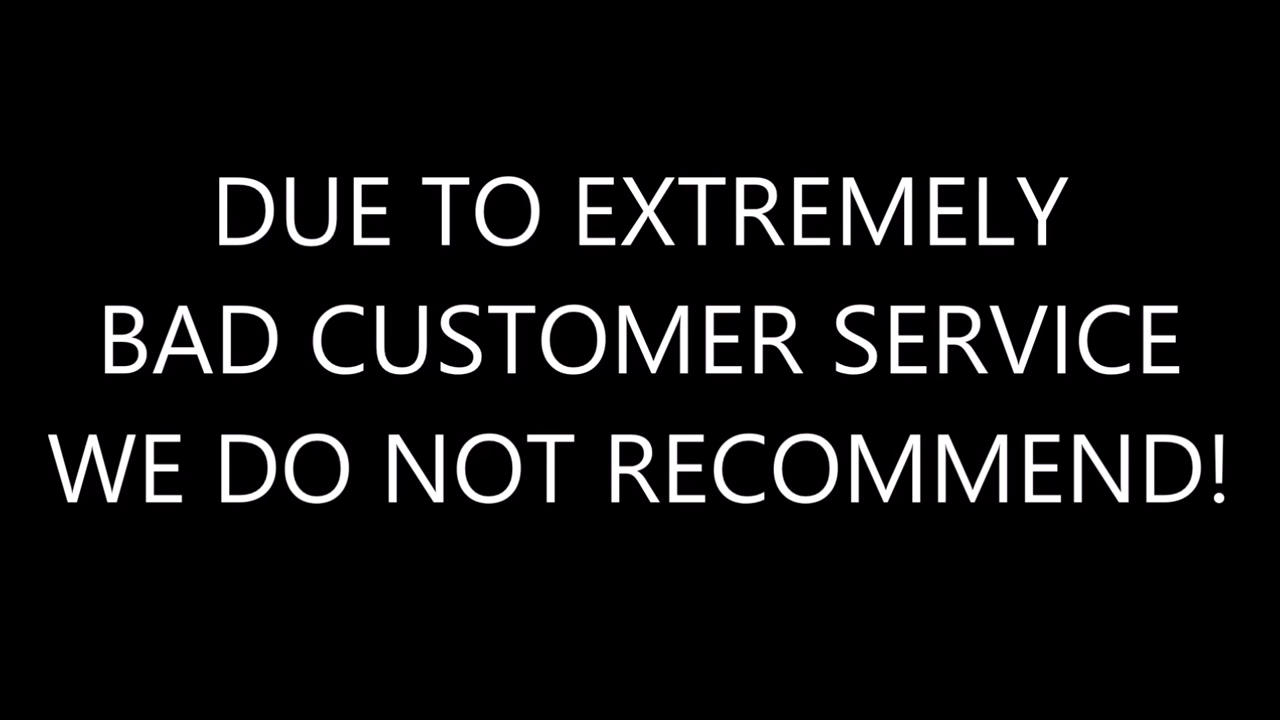 DUE TO EXTREMELY
BAD CUSTOMER SERVICE
WE DO NOT RECOMMEND!